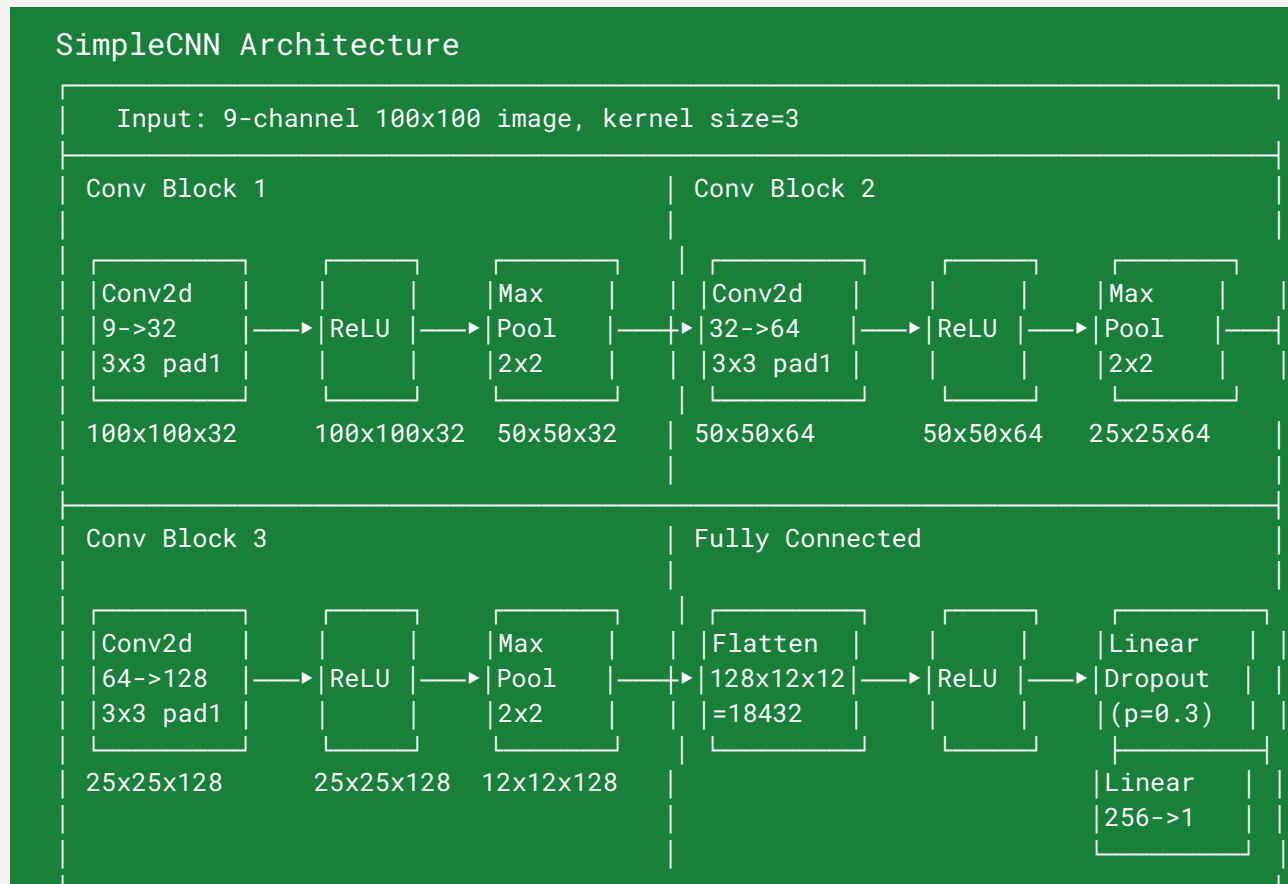 SimpleCNN Architecture
Input: 9-channel 100x100 image, kernel size=3
Conv Block 1
Conv2d
9->32
3x3 pad1
ReLU
Max
Pool
2x2
100x100x32 100x100x32 50x50x32
Conv Block 2
Conv2d
32->64
3x3 pad1
ReLU
Max
Pool
2x2
50x50x64 50x50x64 25x25x64
Conv Block 3
Conv2d
64->128
3x3 pad1
ReLU
Max
Pool
2x2
25x25x128 25x25x128 12x12x128
Fully Connected
Flatten
128x12x12
=18432
ReLU
Linear
Dropout
(p=0.3)
Linear
256->1